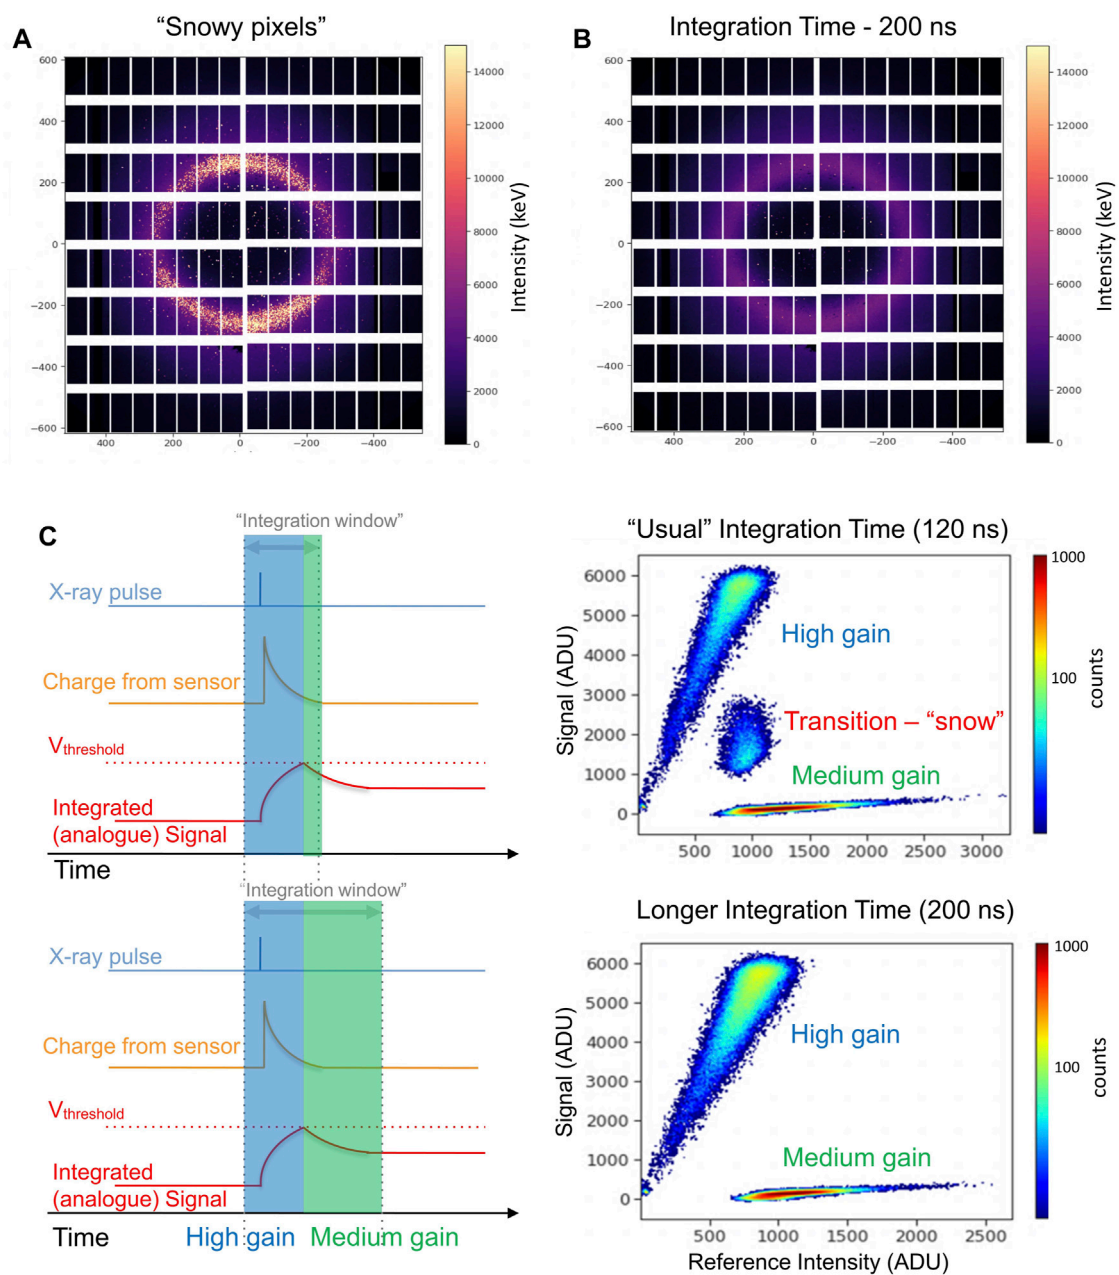 A
“Snowy pixels”
600
400
200
0
−200
−400
−600
400
200
0
−200
−400
14000
12000
10000
8000
6000
4000
2000
0
Intensity (keV)
B
Integration Time - 200 ns
600
400
200
0
−200
−400
−600
400
200
0
−200
−400
14000
12000
10000
8000
6000
4000
2000
0
Intensity (keV)
C
“Integration window”
X-ray pulse
Charge from sensor
Vthreshold
Integrated
(analogue) Signal
Time
“Integration window”
X-ray pulse
Charge from sensor
Vthreshold
Integrated
(analogue) Signal
Time
High gain
Medium gain
“Usual” Integration Time (120 ns)
Signal (ADU)
6000
5000
4000
3000
2000
1000
0
High gain
Transition – “snow”
Medium gain
500
1000
1500
2000
2500
3000
1000
100
counts
Longer Integration Time (200 ns)
Signal (ADU)
6000
5000
4000
3000
2000
1000
0
High gain
Medium gain
500
1000
1500
2000
2500
Reference Intensity (ADU)
1000
100
counts